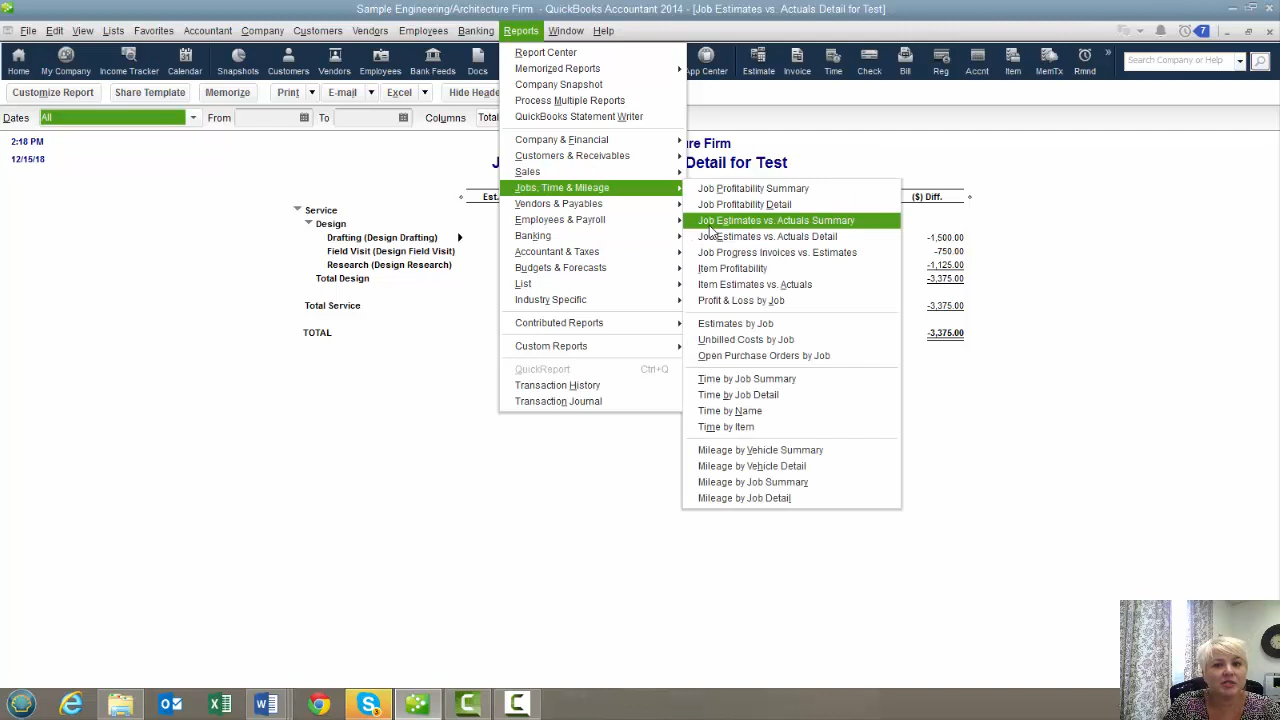 Sample Engineering/Architecture Firm - QuickBooks Accountant 2014 - [Job Estimates vs. Actuals Detail for Test]
File Edit View Lists Favorites Accountant Company Customers Vendors Employees Banking Reports Window Help
Home My Company Income Tracker Calendar Snapshots Customers Vendors Employees Bank Feeds Docs App Center Estimate Invoice Time Check Bill Reg Accnt Item MemTx Rmnd Search Company or Help
7
Customize Report Share Template Memorize Print E-mail Excel Hide Heade
Dates All From To Columns Total
2:18 PM
12/15/18
ure Firm
J Detail for Test
Est. ($) Diff.
Service
Design
Drafting (Design Drafting) -1,500.00
Field Visit (Design Field Visit) -750.00
Research (Design Research) -1,125.00
Total Design -3,375.00
Total Service -3,375.00
TOTAL -3,375.00
Report Center
Memorized Reports
Company Snapshot
Process Multiple Reports
QuickBooks Statement Writer
Company & Financial
Customers & Receivables
Sales
Jobs, Time & Mileage
Vendors & Payables
Employees & Payroll
Banking
Accountant & Taxes
Budgets & Forecasts
List
Industry Specific
Contributed Reports
Custom Reports
QuickReport Ctrl+Q
Transaction History
Transaction Journal
Job Profitability Summary
Job Profitability Detail
Job Estimates vs. Actuals Summary
Job Estimates vs. Actuals Detail
Job Progress Invoices vs. Estimates
Item Profitability
Item Estimates vs. Actuals
Profit & Loss by Job
Estimates by Job
Unbilled Costs by Job
Open Purchase Orders by Job
Time by Job Summary
Time by Job Detail
Time by Name
Time by Item
Mileage by Vehicle Summary
Mileage by Vehicle Detail
Mileage by Job Summary
Mileage by Job Detail